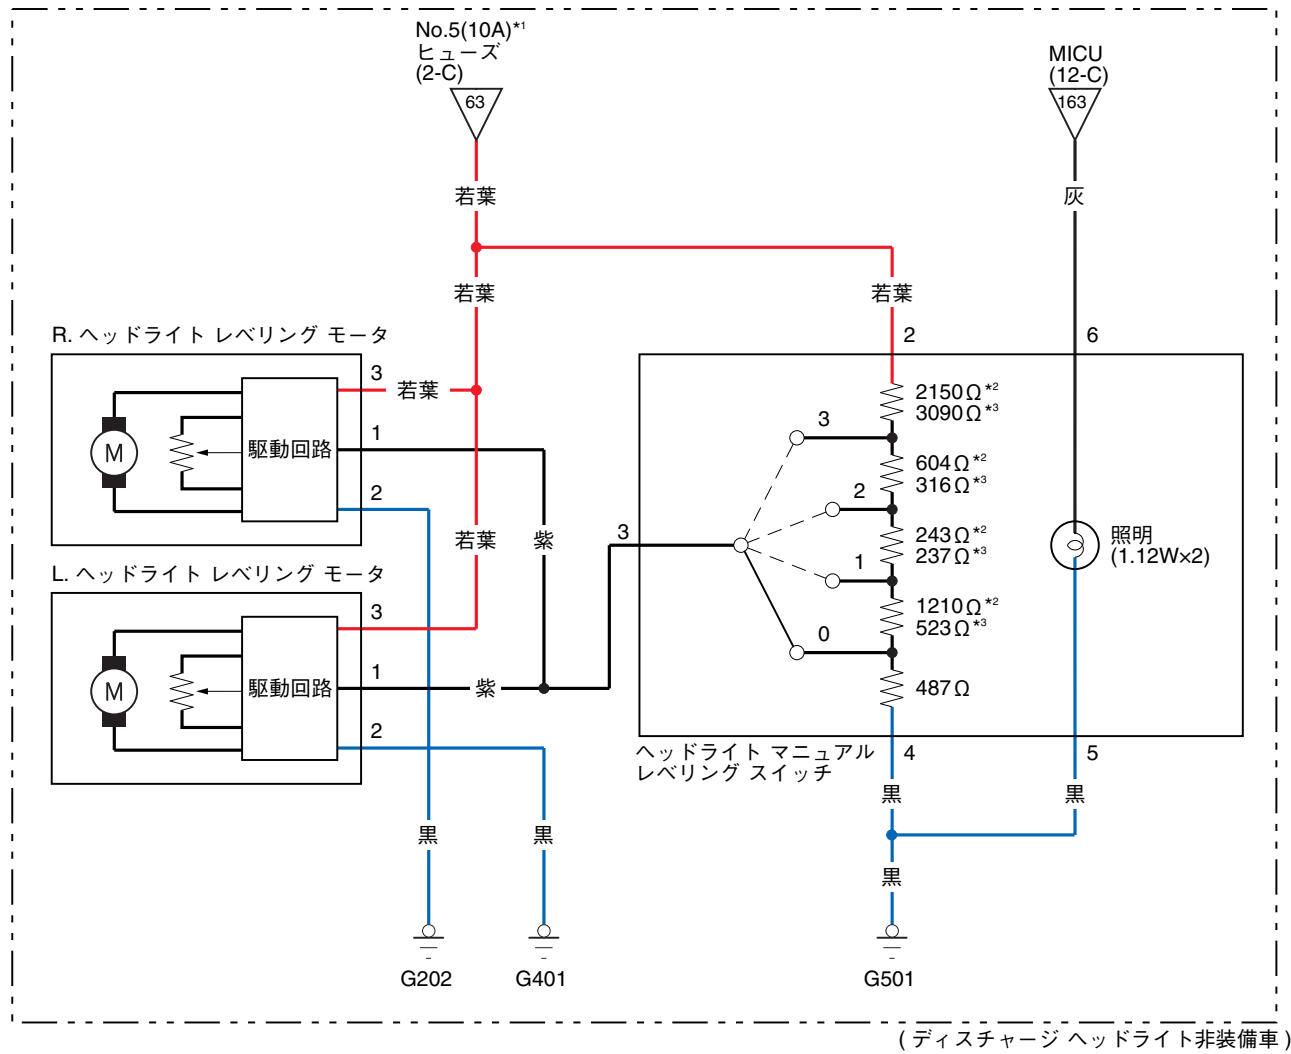 No.5(10A)*1
ヒューズ
(2-C)
63
MICU
(12-C)
163
若葉
灰
若葉
若葉
2
6
R. ヘッドライト レベリング モータ
3
若葉
1
2
M
駆動回路
若葉
紫
L. ヘッドライト レベリング モータ
3
1
紫
2
M
駆動回路
3
3
2
1
0
2150Ω*2
3090Ω*3
604Ω*2
316Ω*3
243Ω*2
237Ω*3
1210Ω*2
523Ω*3
487Ω
照明
(1.12W×2)
ヘッドライト マニュアル
レベリング スイッチ
4
5
黒
黒
黒
黒
黒
G202
G401
G501
( ディスチャージ ヘッドライト非装備車 )